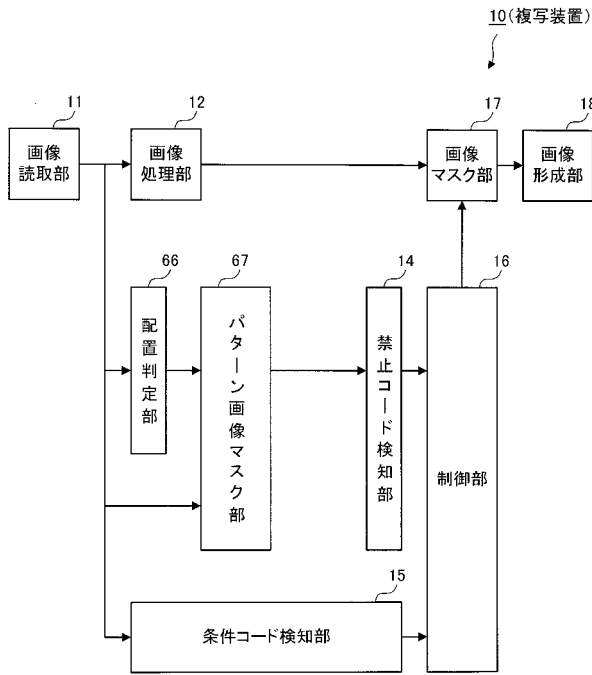 10(複写装置)
11
画像
読取部
12
画像
処理部
17
画像
マスク部
18
画像
形成部
66
配置判定部
67
パターン画像マスク部
14
禁止コード検知部
16
制御部
15
条件コード検知部